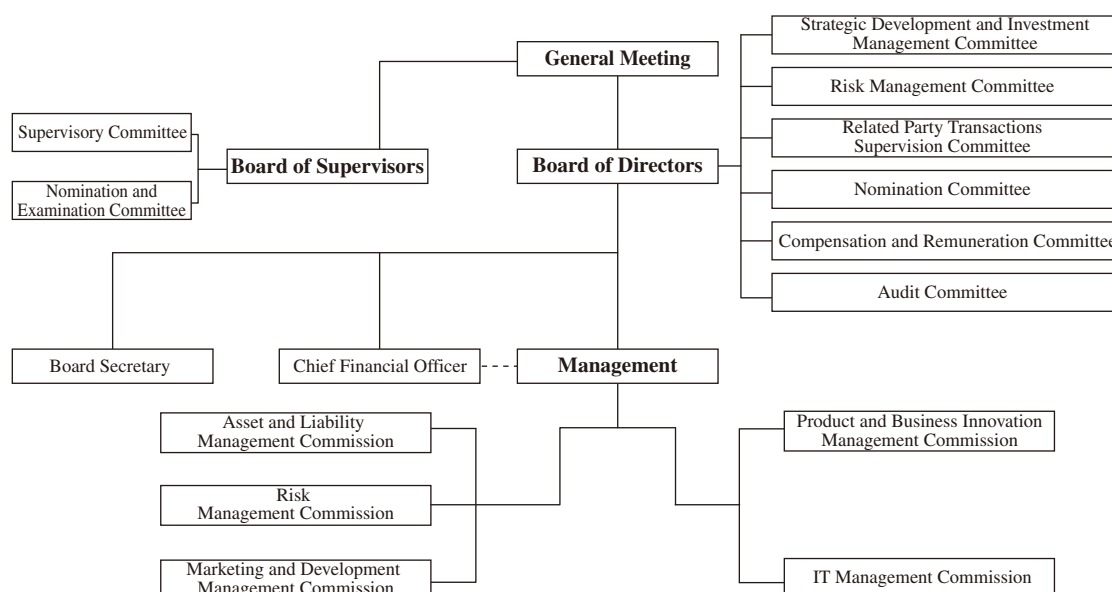 Strategic Development and Investment
Management Committee
General Meeting
Risk Management Committee
Supervisory Committee
Related Party Transactions
Supervision Committee
Board of Supervisors
Board of Directors
Nomination and
Examination Committee
Nomination Committee
Compensation and Remuneration Committee
Audit Committee
Board Secretary
Chief Financial Officer
Management
Asset and Liability
Management Commission
Product and Business Innovation
Management Commission
Risk
Management Commission
Marketing and Development
Management Commission
IT Management Commission